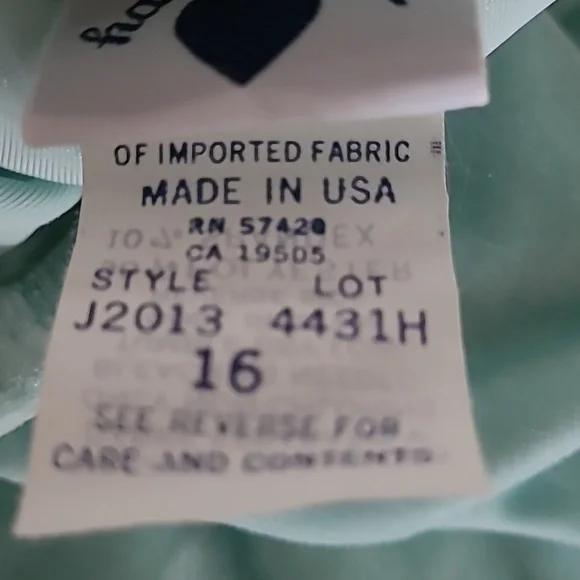 OF IMPORTED FABRIC
MADE IN USA
RN 57420
CA 19505
STYLE LOT
J2013 4431H
16
SEE REVERSE FOR
CARE AND CONTENTS